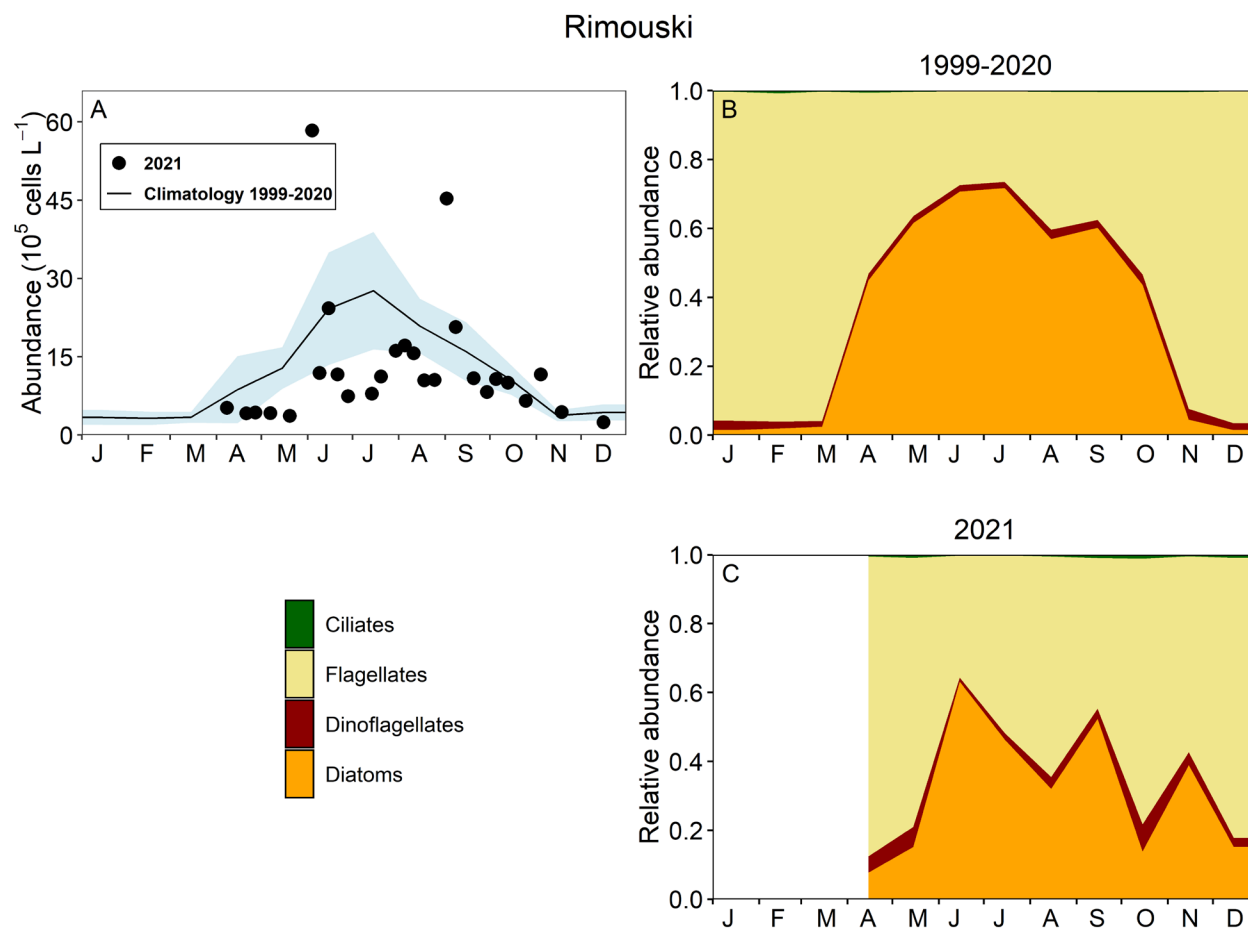 Rimouski
A
Abundance (10⁵ cells L⁻¹)
60
45
30
15
0
2021
Climatology 1999-2020
J F M A M J J A S O N D
1999-2020
B
Relative abundance
1.0
0.8
0.6
0.4
0.2
0.0
J F M A M J J A S O N D
2021
C
Relative abundance
1.0
0.8
0.6
0.4
0.2
0.0
J F M A M J J A S O N D
Ciliates
Flagellates
Dinoflagellates
Diatoms